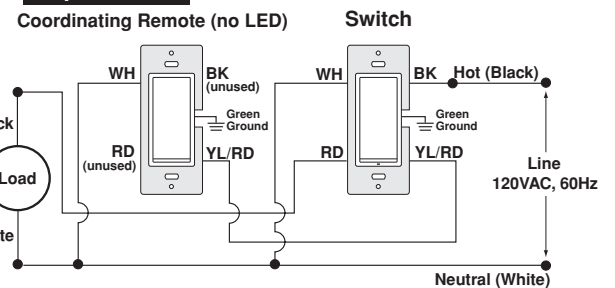 Coordinating Remote (no LED)
Switch
WH
BK
(unused)
Green
Ground
RD
(unused)
YL/RD
WH
BK
Hot (Black)
Green
Ground
RD
YL/RD
Load
Line
120VAC, 60Hz
Neutral (White)